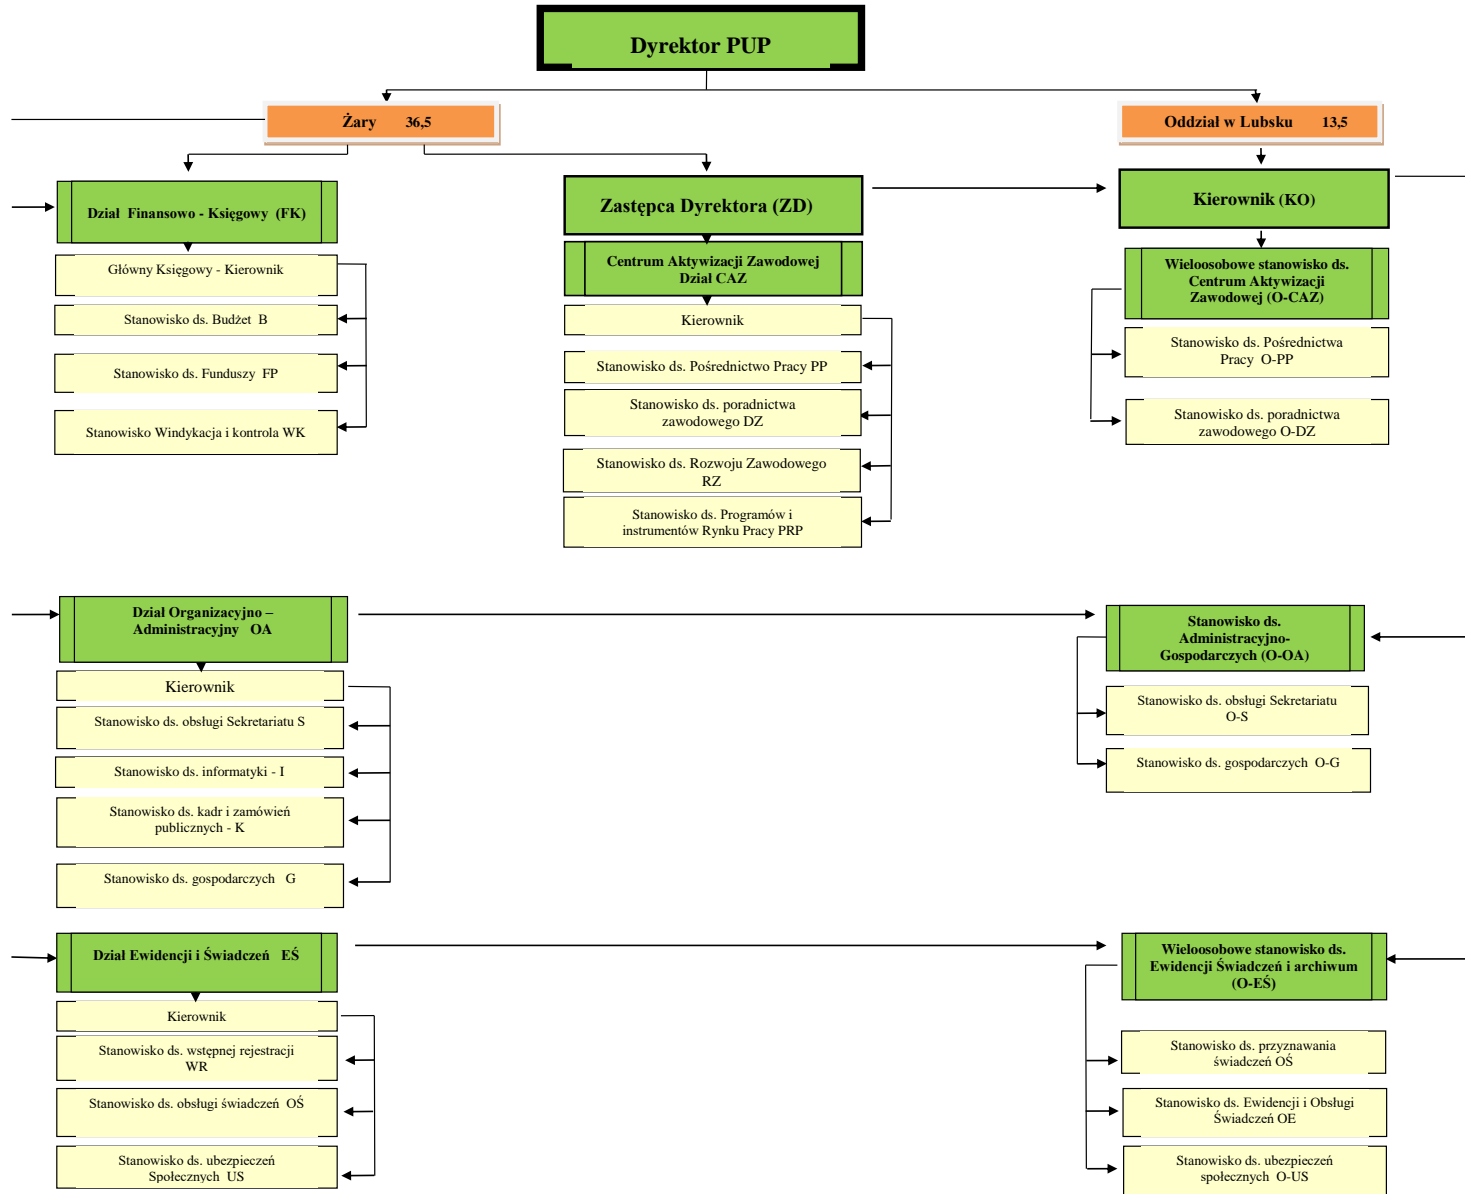 Dyrektor PUP
Żary 36,5
Oddział w Lubsku 13,5
Dział Finansowo - Księgowy (FK)
Główny Księgowy - Kierownik
Stanowisko ds. Budżet B
Stanowisko ds. Funduszy FP
Stanowisko Windykacja i kontrola WK
Zastępca Dyrektora (ZD)
Centrum Aktywizacji Zawodowej
Dział CAZ
Kierownik
Stanowisko ds. Pośrednictwo Pracy PP
Stanowisko ds. poradnictwa
zawodowego DZ
Stanowisko ds. Rozwoju Zawodowego
RZ
Stanowisko ds. Programów i
instrumentów Rynku Pracy PRP
Kierownik (KO)
Wieloosobowe stanowisko ds.
Centrum Aktywizacji
Zawodowej (O-CAZ)
Stanowisko ds. Pośrednictwa
Pracy O-PP
Stanowisko ds. poradnictwa
zawodowego O-DZ
Dział Organizacyjno –
Administracyjny OA
Kierownik
Stanowisko ds. obsługi Sekretariatu S
Stanowisko ds. informatyki - I
Stanowisko ds. kadr i zamówień
publicznych - K
Stanowisko ds. gospodarczych G
Stanowisko ds.
Administracyjno-
Gospodarczych (O-OA)
Stanowisko ds. obsługi Sekretariatu
O-S
Stanowisko ds. gospodarczych O-G
Dział Ewidencji i Świadczeń EŚ
Kierownik
Stanowisko ds. wstępnej rejestracji
WR
Stanowisko ds. obsługi świadczeń OŚ
Stanowisko ds. ubezpieczeń
Społecznych US
Wieloosobowe stanowisko ds.
Ewidencji Świadczeń i archiwum
(O-EŚ)
Stanowisko ds. przyznawania
świadczeń OŚ
Stanowisko ds. Ewidencji i Obsługi
Świadczeń OE
Stanowisko ds. ubezpieczeń
społecznych O-US